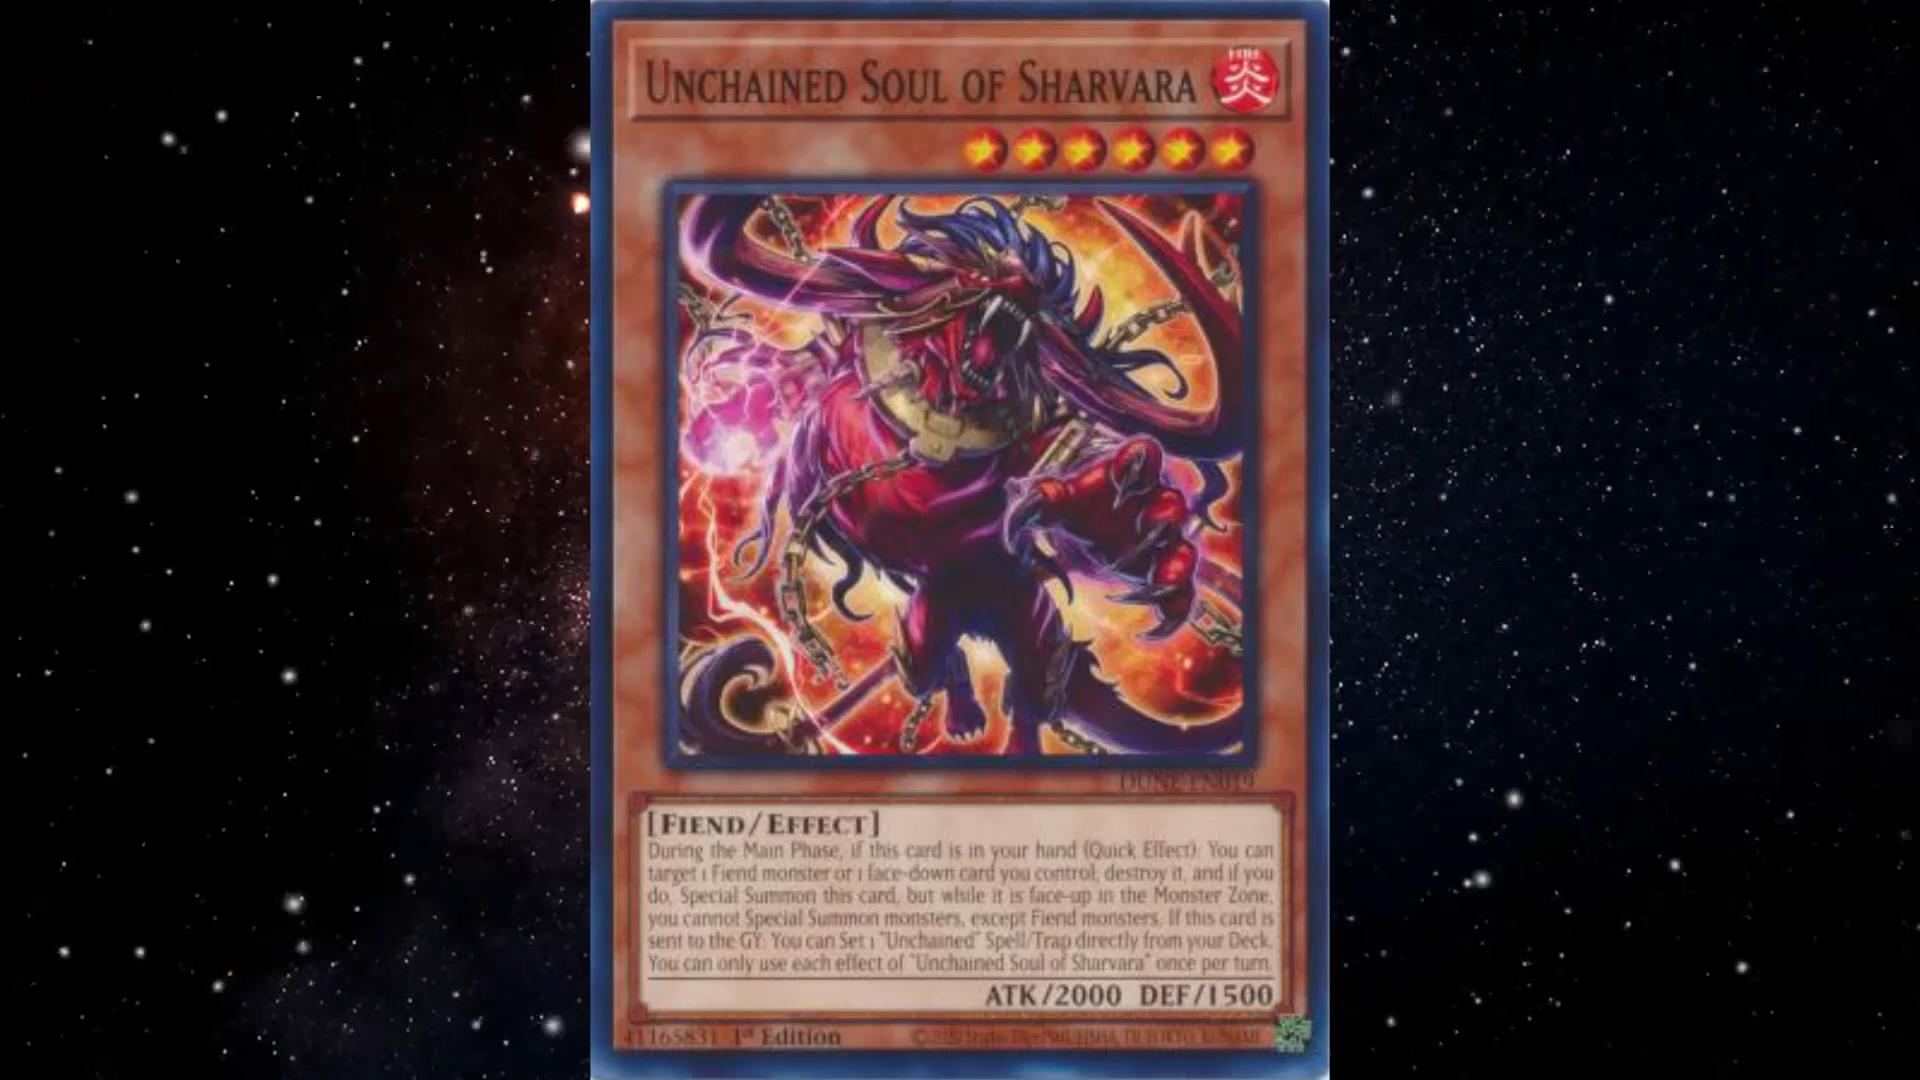 UNCHAINED SOUL OF SHARVARA
炎
[FIEND/EFFECT]
During the Main Phase, if this card is in your hand (Quick Effect): You can
target 1 Fiend monster or 1 face-down card you control; destroy it, and if you
do, Special Summon this card, but while it is face-up in the Monster Zone,
you cannot Special Summon monsters, except Fiend monsters. If this card is
sent to the GY: You can Set 1 "Unchained" Spell/Trap directly from your Deck.
You can only use each effect of "Unchained Soul of Sharvara" once per turn.
ATK/2000 DEF/1500
41165831 1st Edition